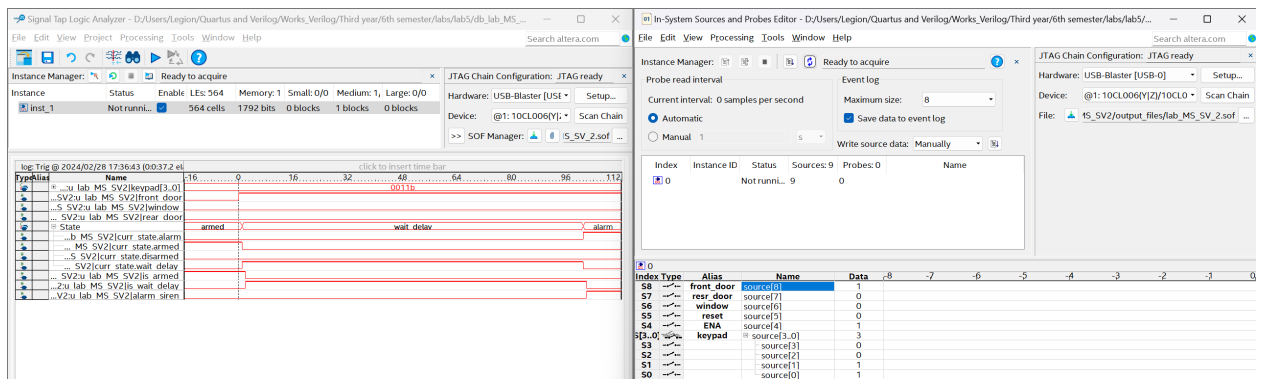 Signal Tap Logic Analyzer - D:/Users/Legion/Quartus and Verilog/Works_Verilog/Third year/6th semester/labs/lab5/db_lab_MS_...
File Edit View Project Processing Tools Window Help
Search altera.com
Instance Manager: Ready to acquire
Instance Status Enable LEs: 564 Memory: 1 Small: 0/0 Medium: 1, Large: 0/0
inst_1 Not runni... 564 cells 1792 bits 0 blocks 1 blocks 0 blocks
JTAG Chain Configuration: JTAG ready
Hardware: USB-Blaster [USE Setup...
Device: @1: 10CL006(Y|Z Scan Chain
>> SOF Manager: S_SV_2.sof ...
log: Trig @ 2024/02/28 17:36:43 (0:0:37.2 ela click to insert time bar
Type Alias Name -16 0 16 32 48 64 80 96 112
...:u_lab_MS_SV2|keypad[3..0] 0011b
...SV2:u_lab_MS_SV2|front_door
...S_SV2:u_lab_MS_SV2|window
..._SV2:u_lab_MS_SV2|rear_door
State armed wait_delay alarm
...b_MS_SV2|curr_state.alarm
..._MS_SV2|curr_state.armed
...S_SV2|curr_state.disarmed
..._SV2|curr_state.wait_delay
..._SV2:u_lab_MS_SV2|is_armed
...2:u_lab_MS_SV2|is_wait_delay
...V2:u_lab_MS_SV2|alarm_siren
In-System Sources and Probes Editor - D:/Users/Legion/Quartus and Verilog/Works_Verilog/Third year/6th semester/labs/lab5/...
File Edit View Processing Tools Window Help
Search altera.com
Instance Manager: Ready to acquire
Probe read interval
Current interval: 0 samples per second
Automatic
Manual 1 s
Event log
Maximum size: 8
Save data to event log
Write source data: Manually
Index Instance ID Status Sources: 9 Probes: 0 Name
0 Not runni... 9 0
JTAG Chain Configuration: JTAG ready
Hardware: USB-Blaster [USB-0] Setup...
Device: @1: 10CL006(Y|Z)/10CL0 Scan Chain
File: 1S_SV2/output_files/lab_MS_SV_2.sof ...
0
Index Type Alias Name Data -8 -7 -6 -5 -4 -3 -2 -1 0
S8 front_door source[8] 1
S7 resr_door source[7] 0
S6 window source[6] 0
S5 reset source[5] 0
S4 ENA source[4] 1
S[3..0] keypad source[3..0] 3
S3 source[3] 0
S2 source[2] 0
S1 source[1] 1
S0 source[0] 1